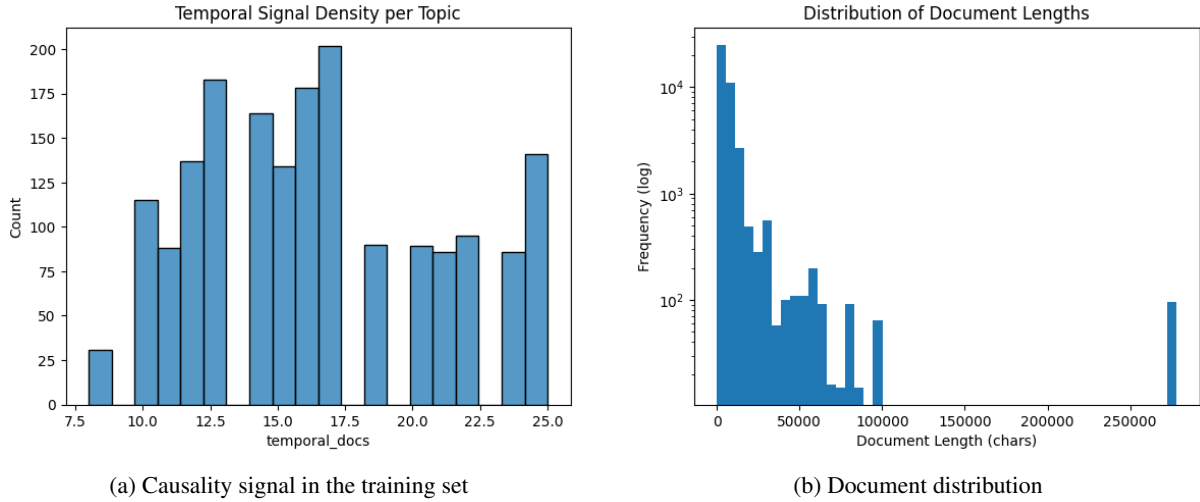 Temporal Signal Density per Topic
200
175
150
125
100
75
50
25
0
Count
7.5 10.0 12.5 15.0 17.5 20.0 22.5 25.0
temporal_docs
(a) Causality signal in the training set
Distribution of Document Lengths
10^4
10^3
10^2
Frequency (log)
0 50000 100000 150000 200000 250000
Document Length (chars)
(b) Document distribution